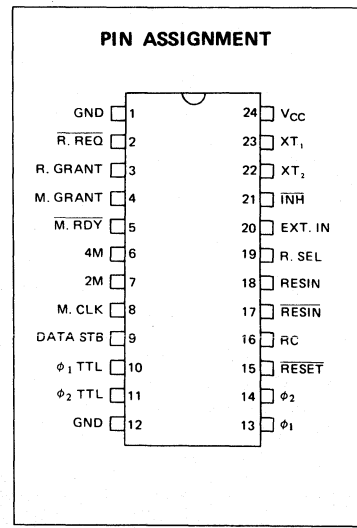 PIN ASSIGNMENT
GND 1 24 V_CC
R. REQ 2 23 XT₁
R. GRANT 3 22 XT₂
M. GRANT 4 21 INH
M. RDY 5 20 EXT. IN
4M 6 19 R. SEL
2M 7 18 RESIN
M. CLK 8 17 RESIN
DATA STB 9 16 RC
ϕ₁ TTL 10 15 RESET
ϕ₂ TTL 11 14 ϕ₂
GND 12 13 ϕ₁